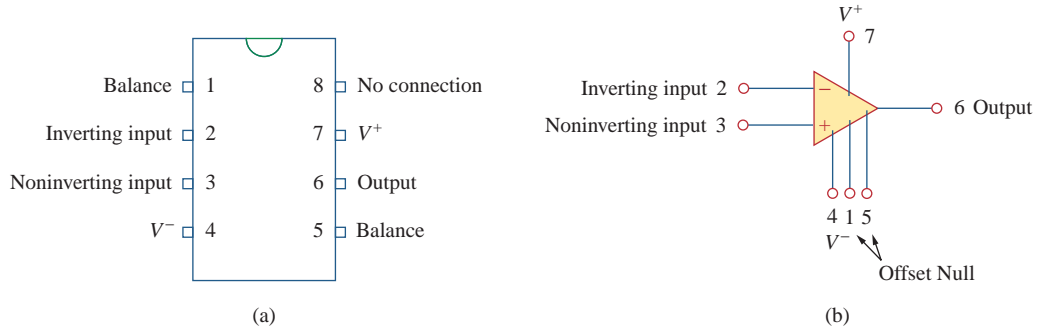 Balance 1 8 No connection
Inverting input 2 7 V+
Noninverting input 3 6 Output
V− 4 5 Balance
(a)
V+
7
Inverting input 2 −
6 Output
Noninverting input 3 +
4 1 5
V−
Offset Null
(b)